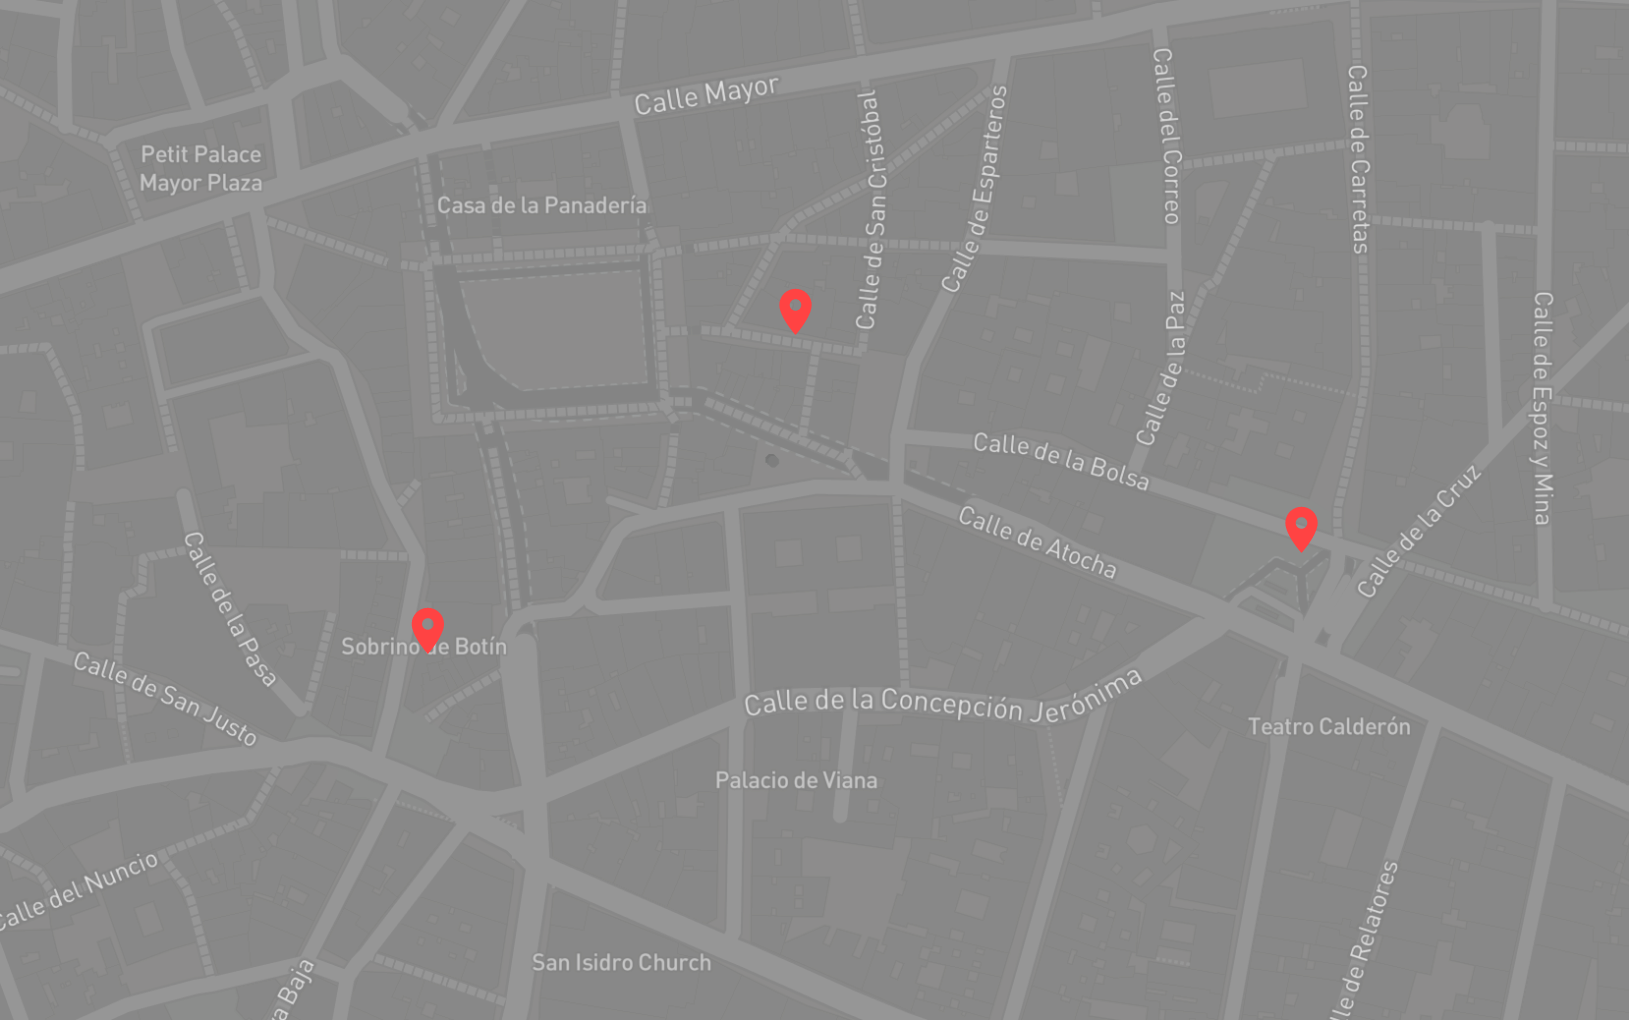 Calle Mayor
Calle de San Cristóbal
Calle de Esparteros
Calle del Correo
Calle de Carretas
Petit Palace
Mayor Plaza
Casa de la Panadería
Calle de la Paz
Calle de Espoz y Mina
Calle de la Bolsa
Calle de la Cruz
Calle de Atocha
Calle de la Pasa
Sobrino de Botín
Calle de San Justo
Calle de la Concepción Jerónima
Teatro Calderón
Palacio de Viana
Calle del Nuncio
San Isidro Church
lle de Relatores
a Baja